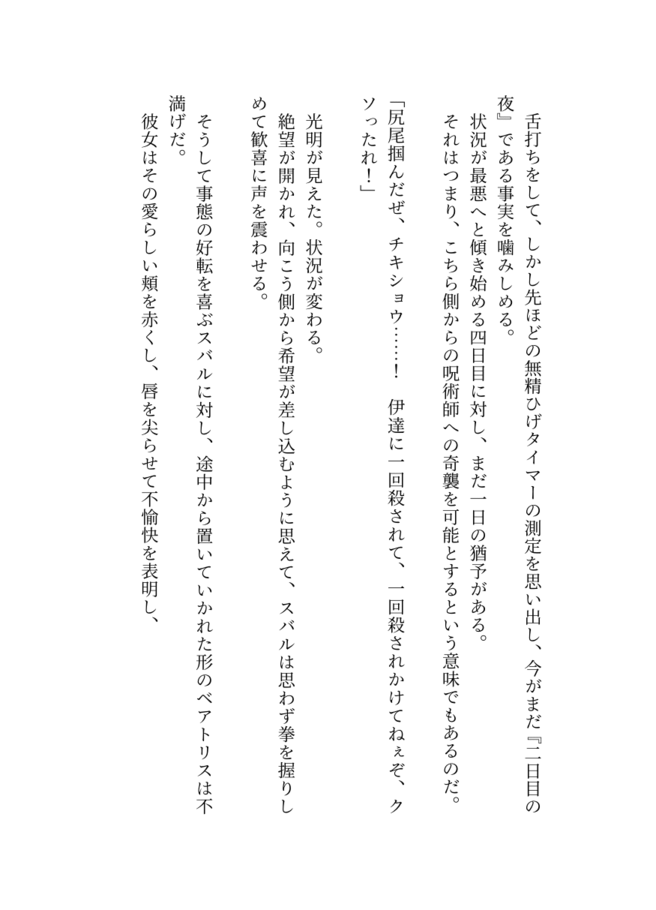 舌打ちをして、しかし先ほどの無精ひげタイマーの測定を思い出し、今がまだ『二日目の
夜』である事実を噛みしめる。
　状況が最悪へと傾き始める四日目に対し、まだ一日の猶予がある。
　それはつまり、こちら側からの呪術師への奇襲を可能とするという意味でもあるのだ。
「尻尾掴んだぜ、チキショウ……！　伊達に一回殺されて、一回殺されかけてねぇぞ、ク
ソったれ！」
　光明が見えた。状況が変わる。
　絶望が開かれ、向こう側から希望が差し込むように思えて、スバルは思わず拳を握りし
めて歓喜に声を震わせる。
　そうして事態の好転を喜ぶスバルに対し、途中から置いていかれた形のベアトリスは不
満げだ。
　彼女はその愛らしい頬を赤くし、唇を尖らせて不愉快を表明し、